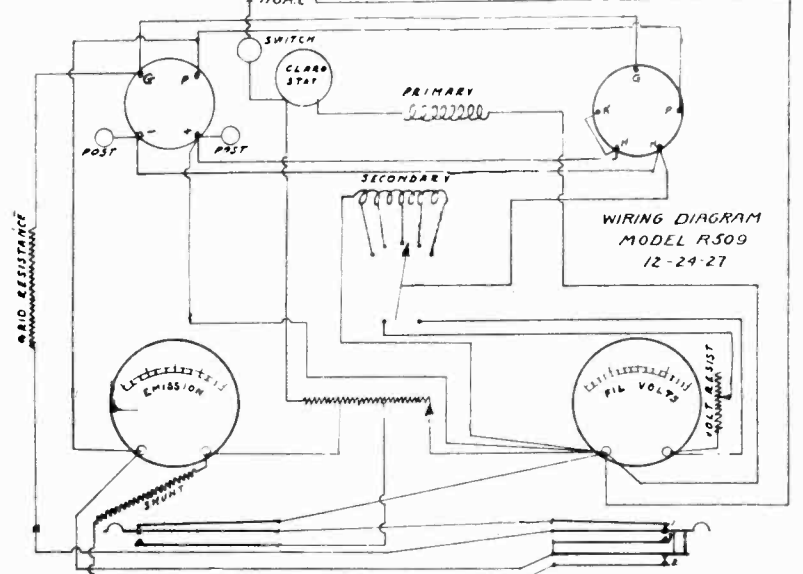 110 A.C.
SWITCH
CLARO
STAT
PRIMARY
G P
G
K P
H H
- +
POST POST
SECONDARY
WIRING DIAGRAM
MODEL R509
12-24-27
GRID RESISTANCE
EMISSION
FIL VOLTS
VOLT RESIST
SHUNT